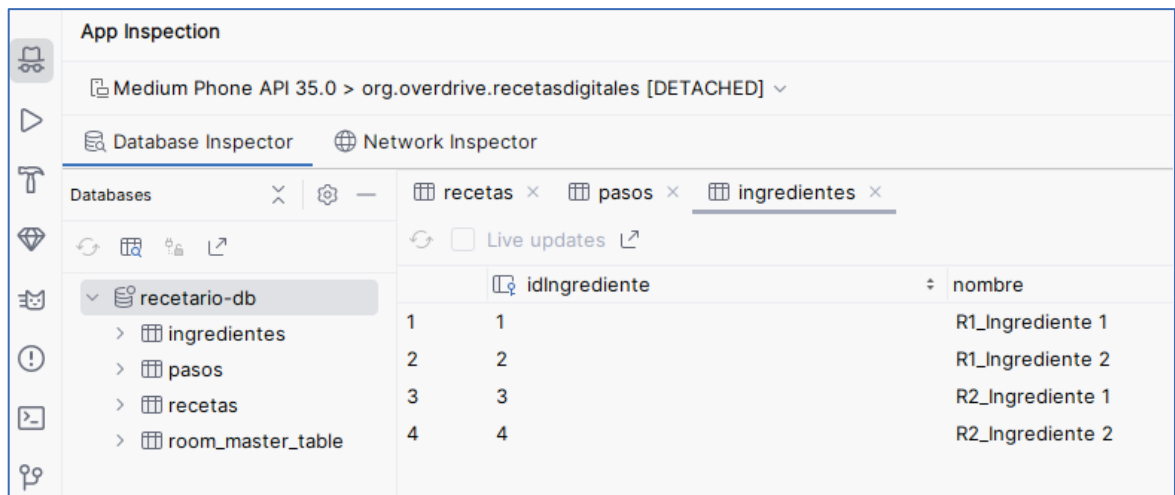 App Inspection
Medium Phone API 35.0 > org.overdrive.recetasdigitales [DETACHED]
Database Inspector Network Inspector
Databases
recetas × pasos × ingredientes ×
Live updates
recetario-db
ingredientes
pasos
recetas
room_master_table
idIngrediente nombre
1 1 R1_Ingrediente 1
2 2 R1_Ingrediente 2
3 3 R2_Ingrediente 1
4 4 R2_Ingrediente 2